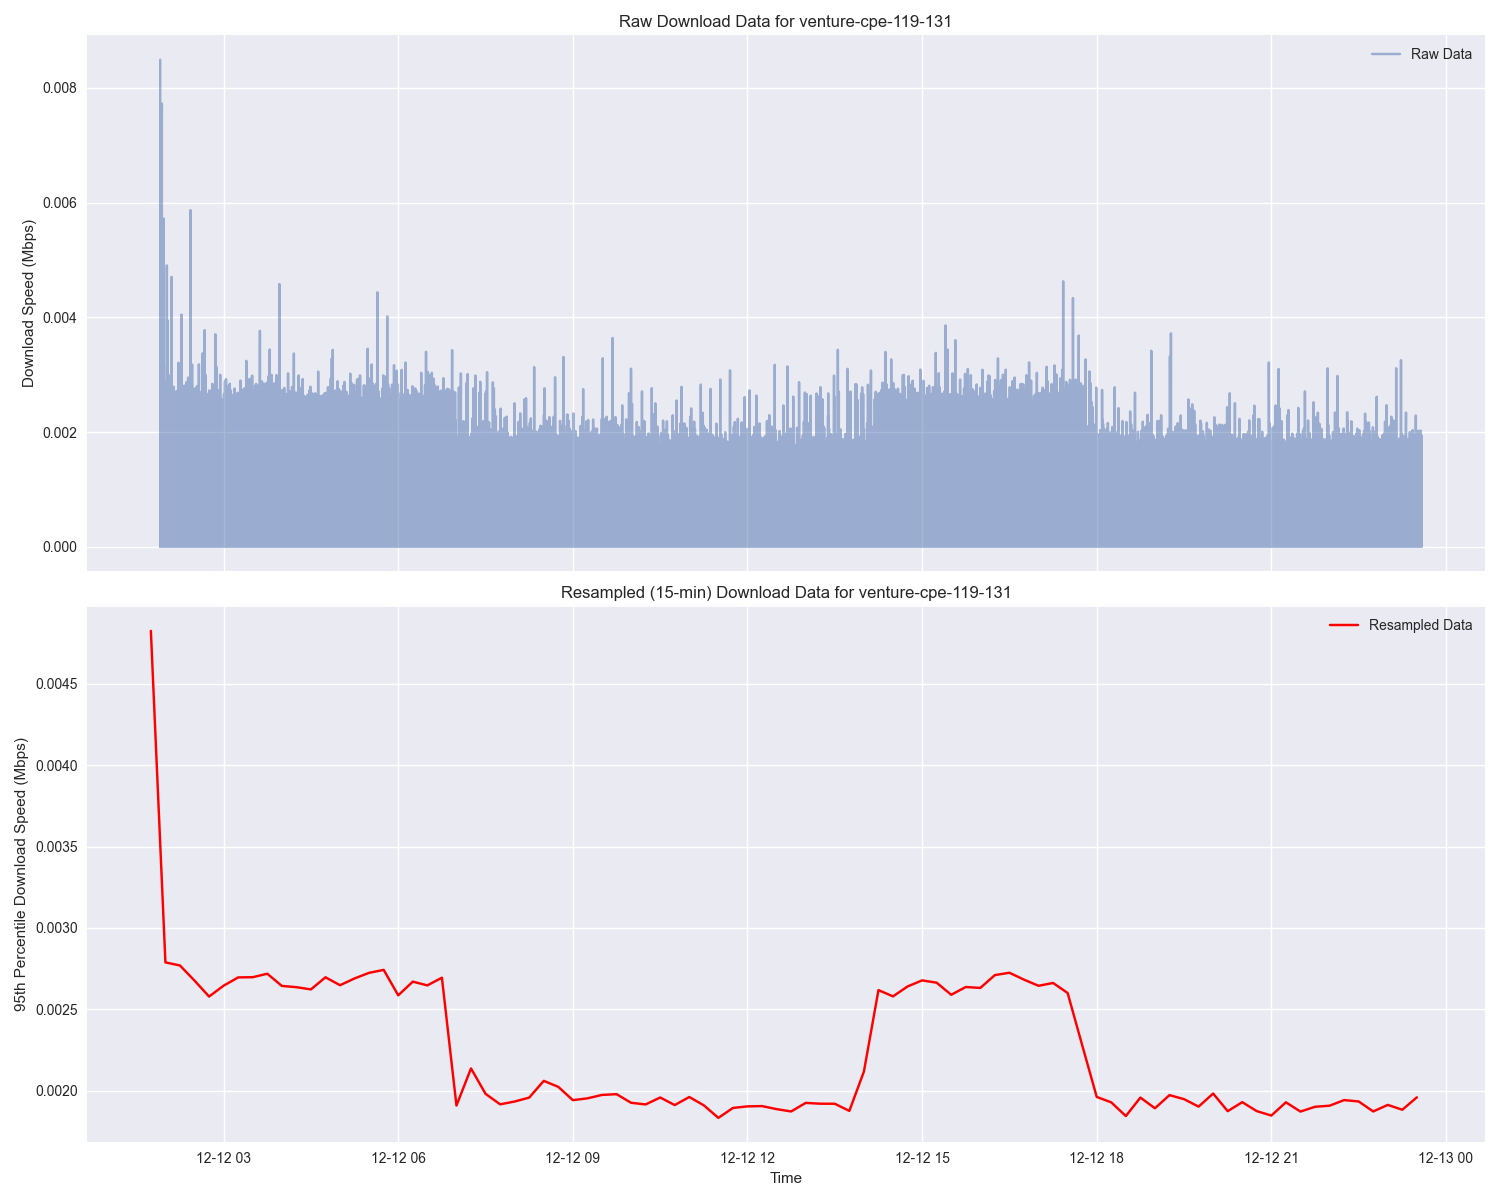 Raw Download Data for venture-cpe-119-131
Raw Data
Download Speed (Mbps)
0.008
0.006
0.004
0.002
0.000
Resampled (15-min) Download Data for venture-cpe-119-131
Resampled Data
95th Percentile Download Speed (Mbps)
0.0045
0.0040
0.0035
0.0030
0.0025
0.0020
12-12 03 12-12 06 12-12 09 12-12 12 12-12 15 12-12 18 12-12 21 12-13 00
Time